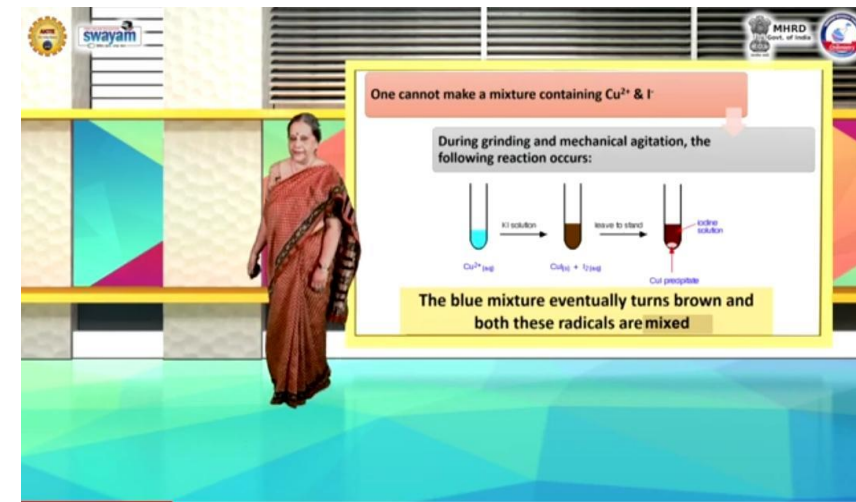 AICTE
swayam
MHRD
Govt. of India
One cannot make a mixture containing Cu²⁺ & I⁻
During grinding and mechanical agitation, the
following reaction occurs:
KI solution
leave to stand
iodine
solution
Cu²⁺(aq)
CuI(s) + I₂(aq)
CuI precipitate
The blue mixture eventually turns brown and
both these radicals are mixed